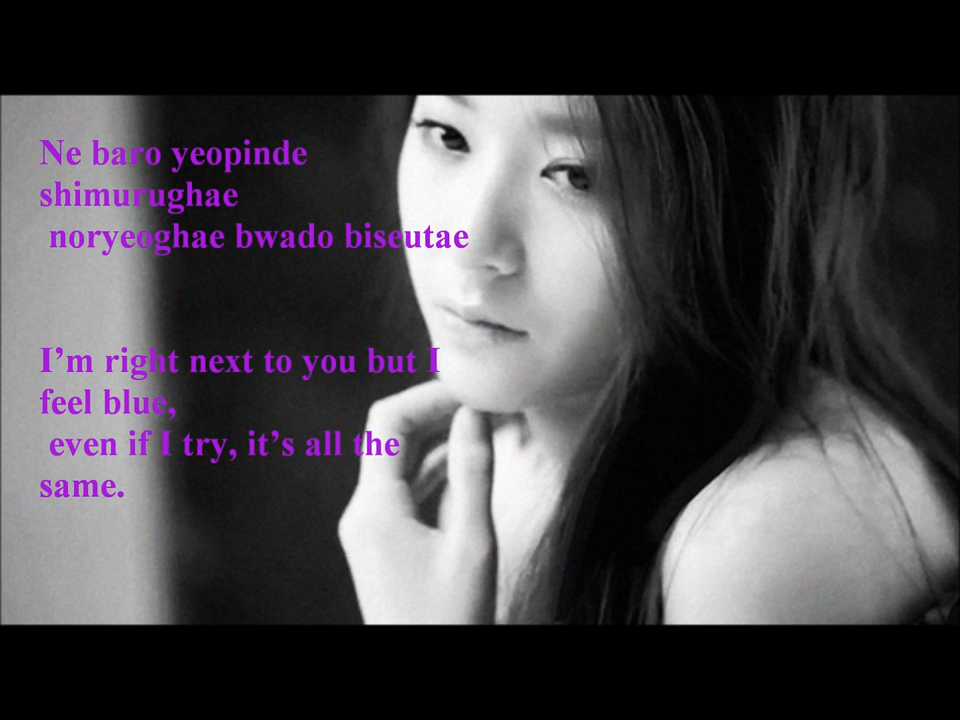 Ne baro yeopinde
shimurughae
noryeoghae bwado biseutae
I’m right next to you but I
feel blue,
even if I try, it’s all the
same.